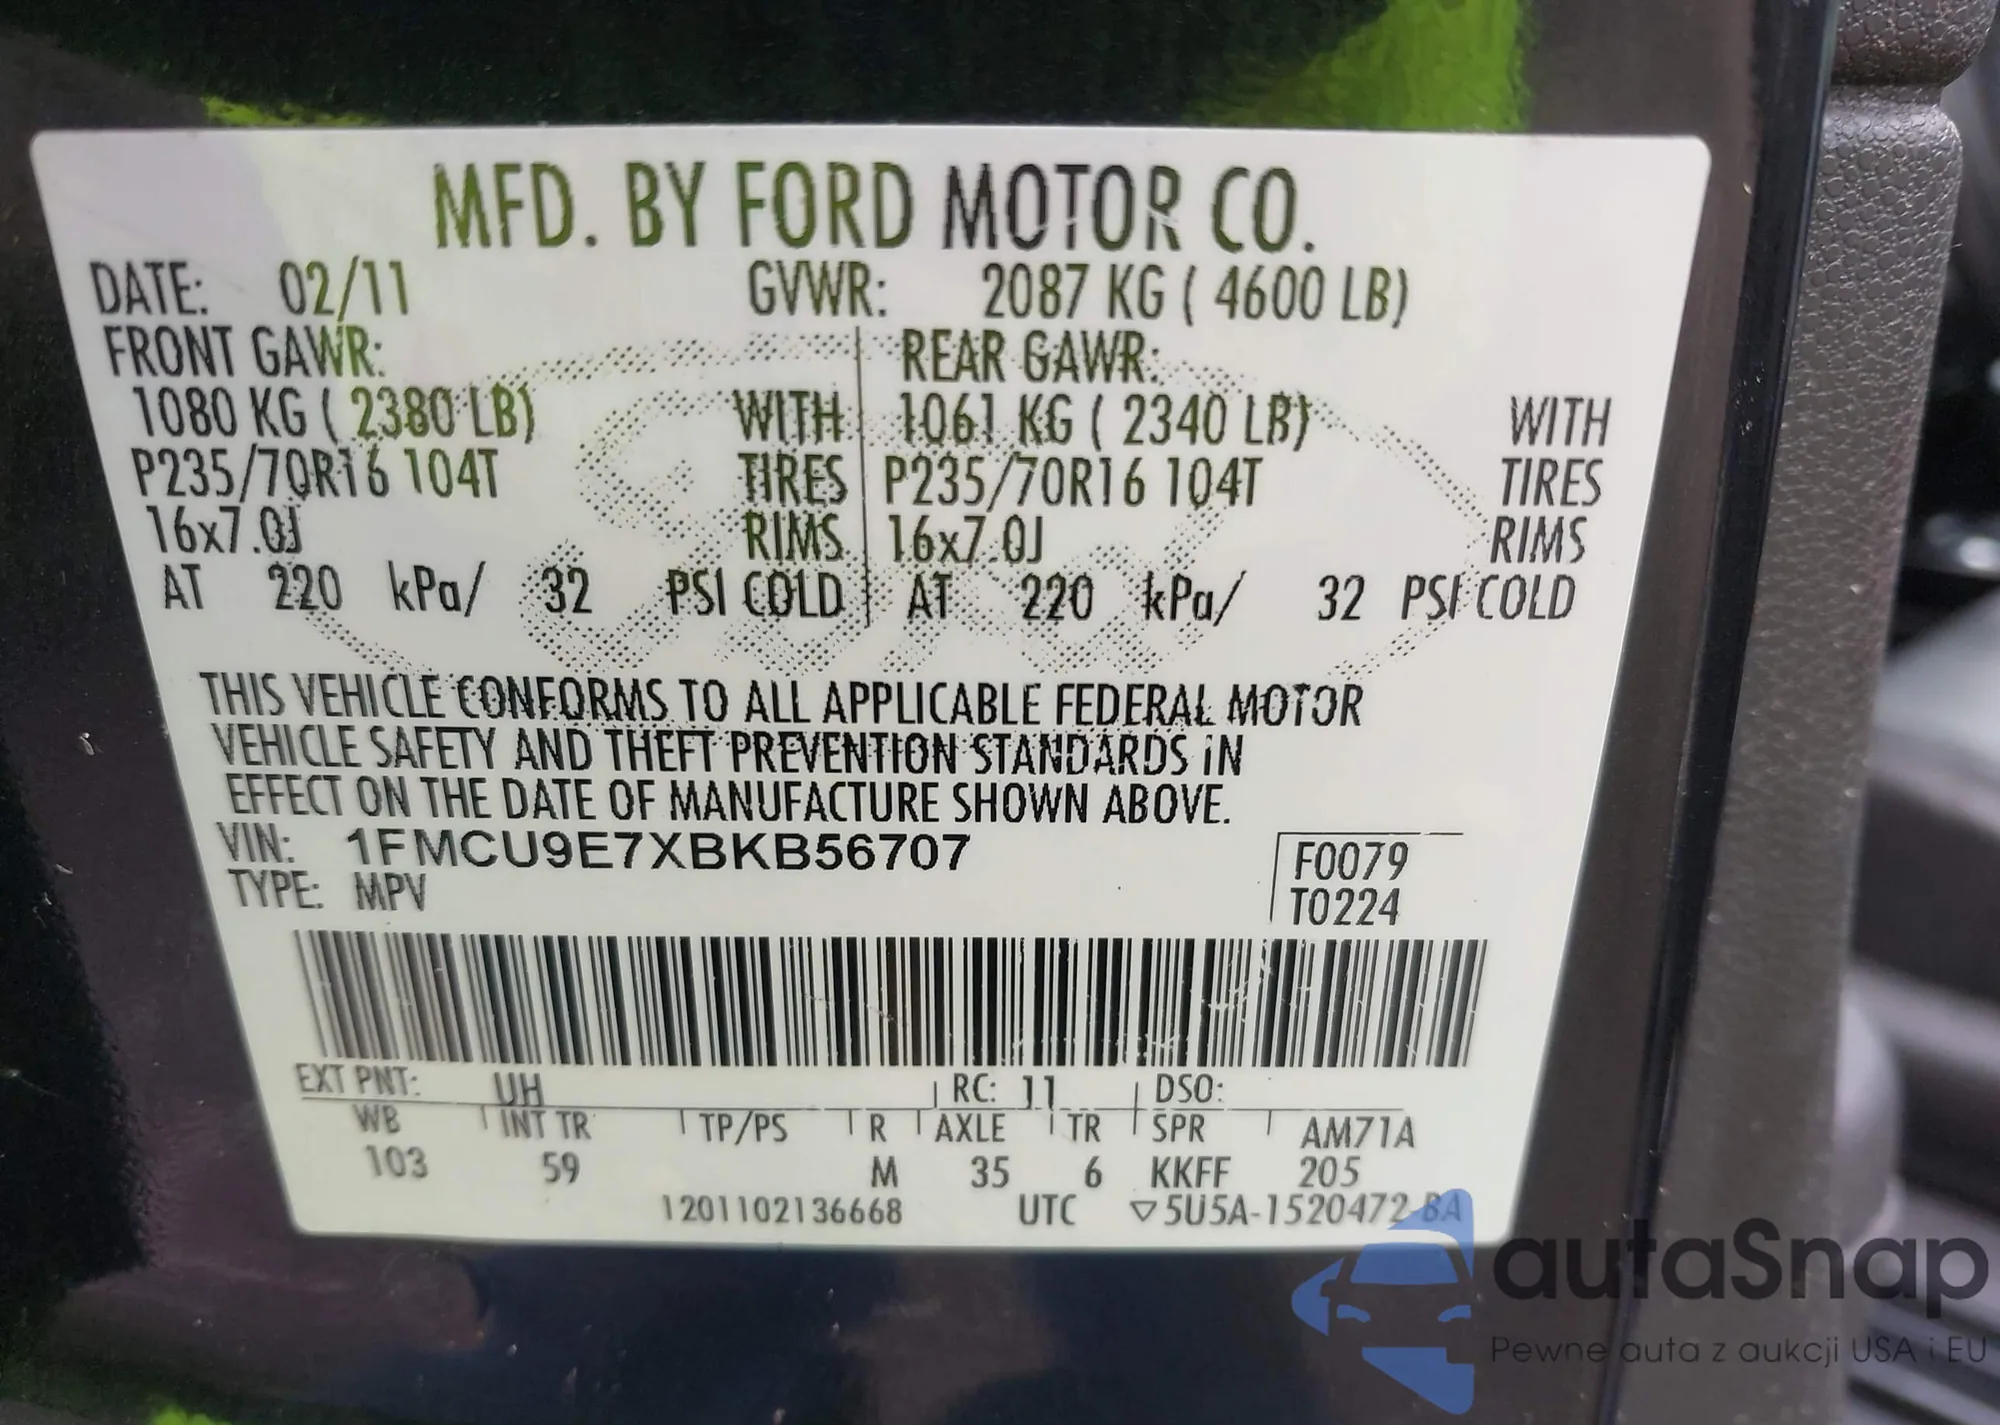 MFD. BY FORD MOTOR CO.
DATE: 02/11 GVWR: 2087 KG ( 4600 LB)
FRONT GAWR: REAR GAWR:
1080 KG ( 2380 LB) WITH 1061 KG ( 2340 LB) WITH
P235/70R16 104T TIRES P235/70R16 104T TIRES
16x7.0J RIMS 16x7.0J RIMS
AT 220 kPa/ 32 PSI COLD AT 220 kPa/ 32 PSI COLD
THIS VEHICLE CONFORMS TO ALL APPLICABLE FEDERAL MOTOR
VEHICLE SAFETY AND THEFT PREVENTION STANDARDS IN
EFFECT ON THE DATE OF MANUFACTURE SHOWN ABOVE.
VIN: 1FMCU9E7XBKB56707 F0079
TYPE: MPV T0224
EXT PNT: UH RC: 11 DSO:
WB INT TR TP/PS R AXLE TR SPR AM71A
103 59 M 35 6 KKFF 205
1201102136668 UTC ▽5U5A-1520472-BA
autaSnap
Pewne auta z aukcji USA i EU